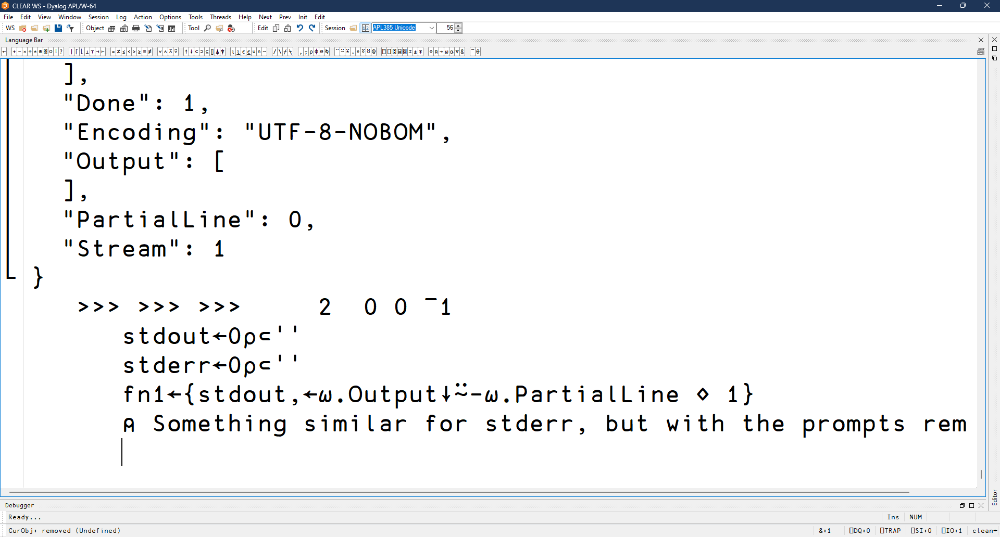 CLEAR WS - Dyalog APL/W-64
File Edit View Window Session Log Action Options Tools Threads Help Next Prev Init Edit
WS Object Tool Edit Session APL385 Unicode 56
Language Bar
],
"Done": 1,
"Encoding": "UTF-8-NOBOM",
"Output": [
],
"PartialLine": 0,
"Stream": 1
}
>>> >>> >>> 2 0 0 ¯1
stdout←0⍴⊂''
stderr←0⍴⊂''
fn1←{stdout,←⍵.Output↓⍨-⍵.PartialLine ⋄ 1}
⍝ Something similar for stderr, but with the prompts rem
Editor
Debugger
Ready...
Ins NUM
CurObj: removed (Undefined)
&:1 ⎕DQ:0 ⎕TRAP ⎕SI:0 ⎕IO:1 clean←